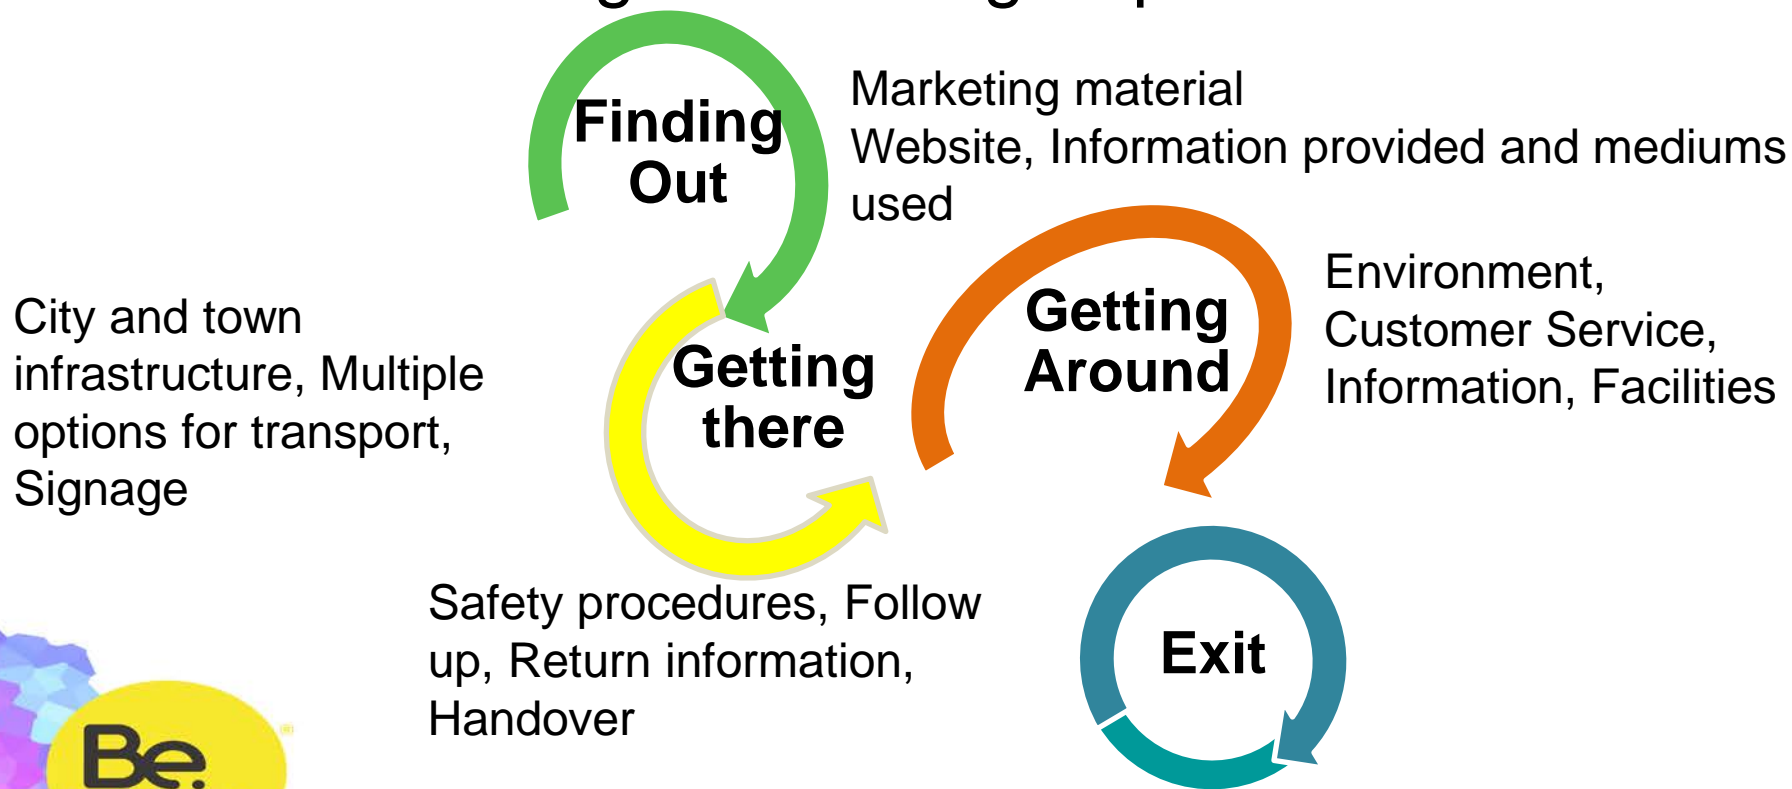 Finding
Out
Marketing material
Website, Information provided and mediums
used
City and town
infrastructure, Multiple
options for transport,
Signage
Getting
there
Getting
Around
Environment,
Customer Service,
Information, Facilities
Safety procedures, Follow
up, Return information,
Handover
Exit
Be.